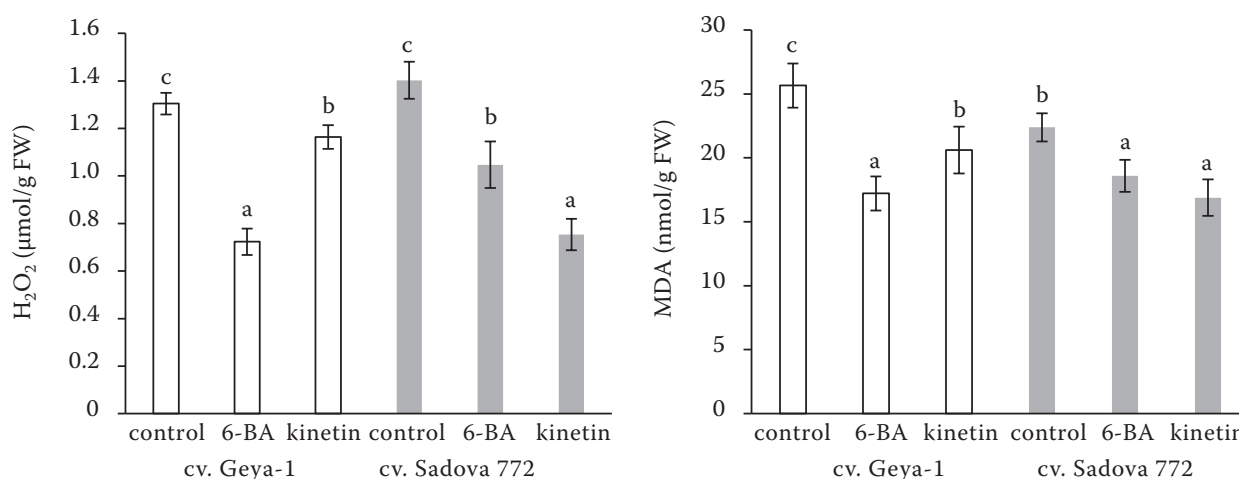 1.6
1.4
1.2
1.0
0.8
0.6
0.4
0.2
0
H₂O₂ (μmol/g FW)
c
a
b
c
b
a
control 6-BA kinetin control 6-BA kinetin
cv. Geya-1 cv. Sadova 772
30
25
20
15
10
5
0
MDA (nmol/g FW)
c
a
b
b
a
a
control 6-BA kinetin control 6-BA kinetin
cv. Geya-1 cv. Sadova 772